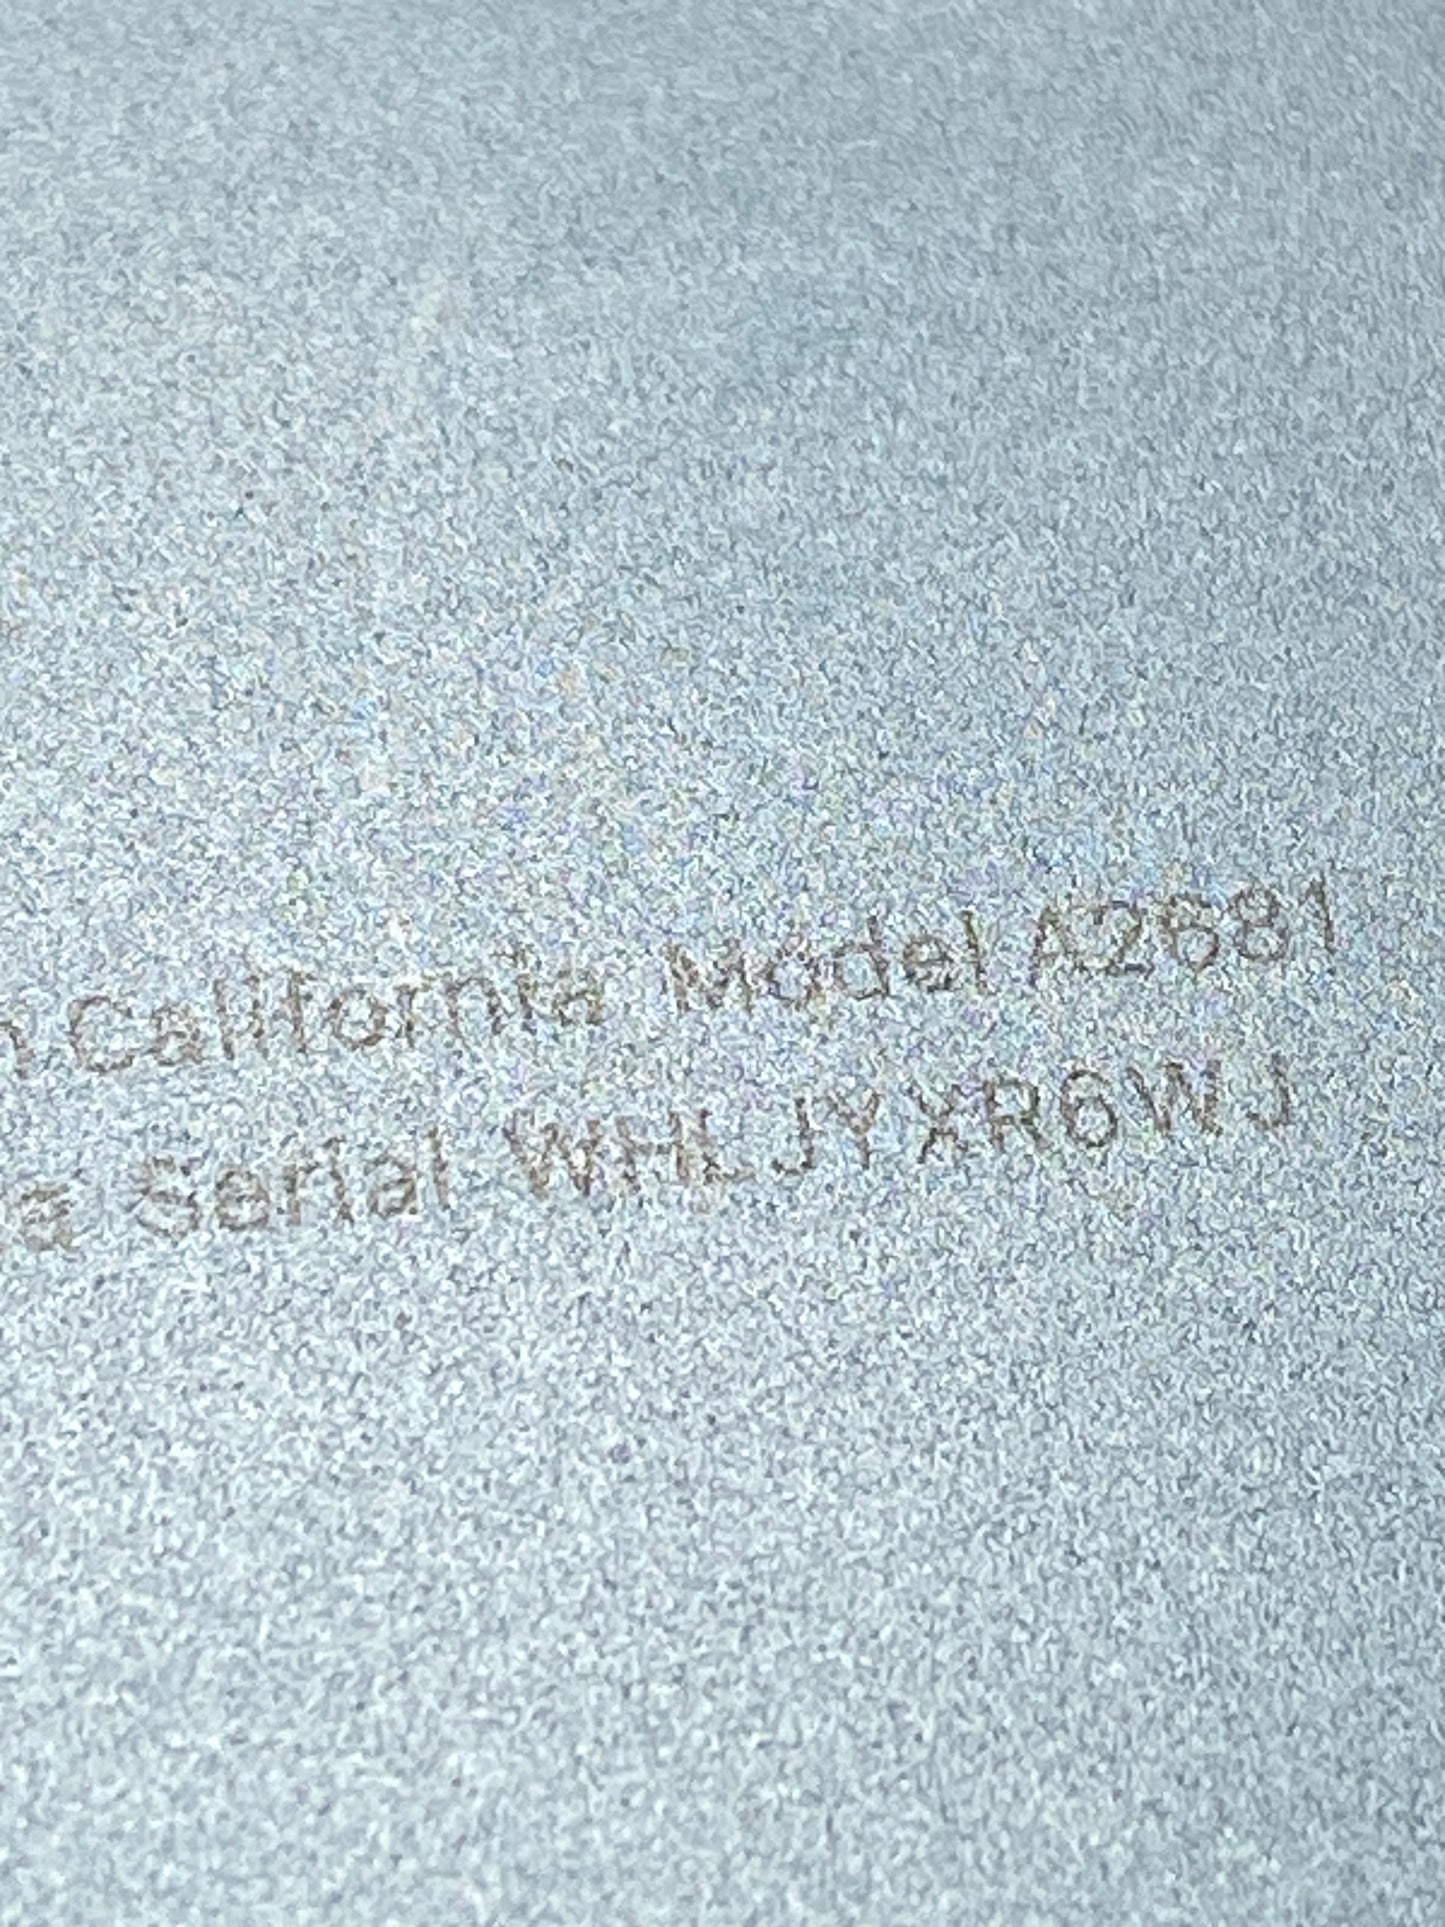 n California Model A2681
a Serial WHLJYXR6WJ